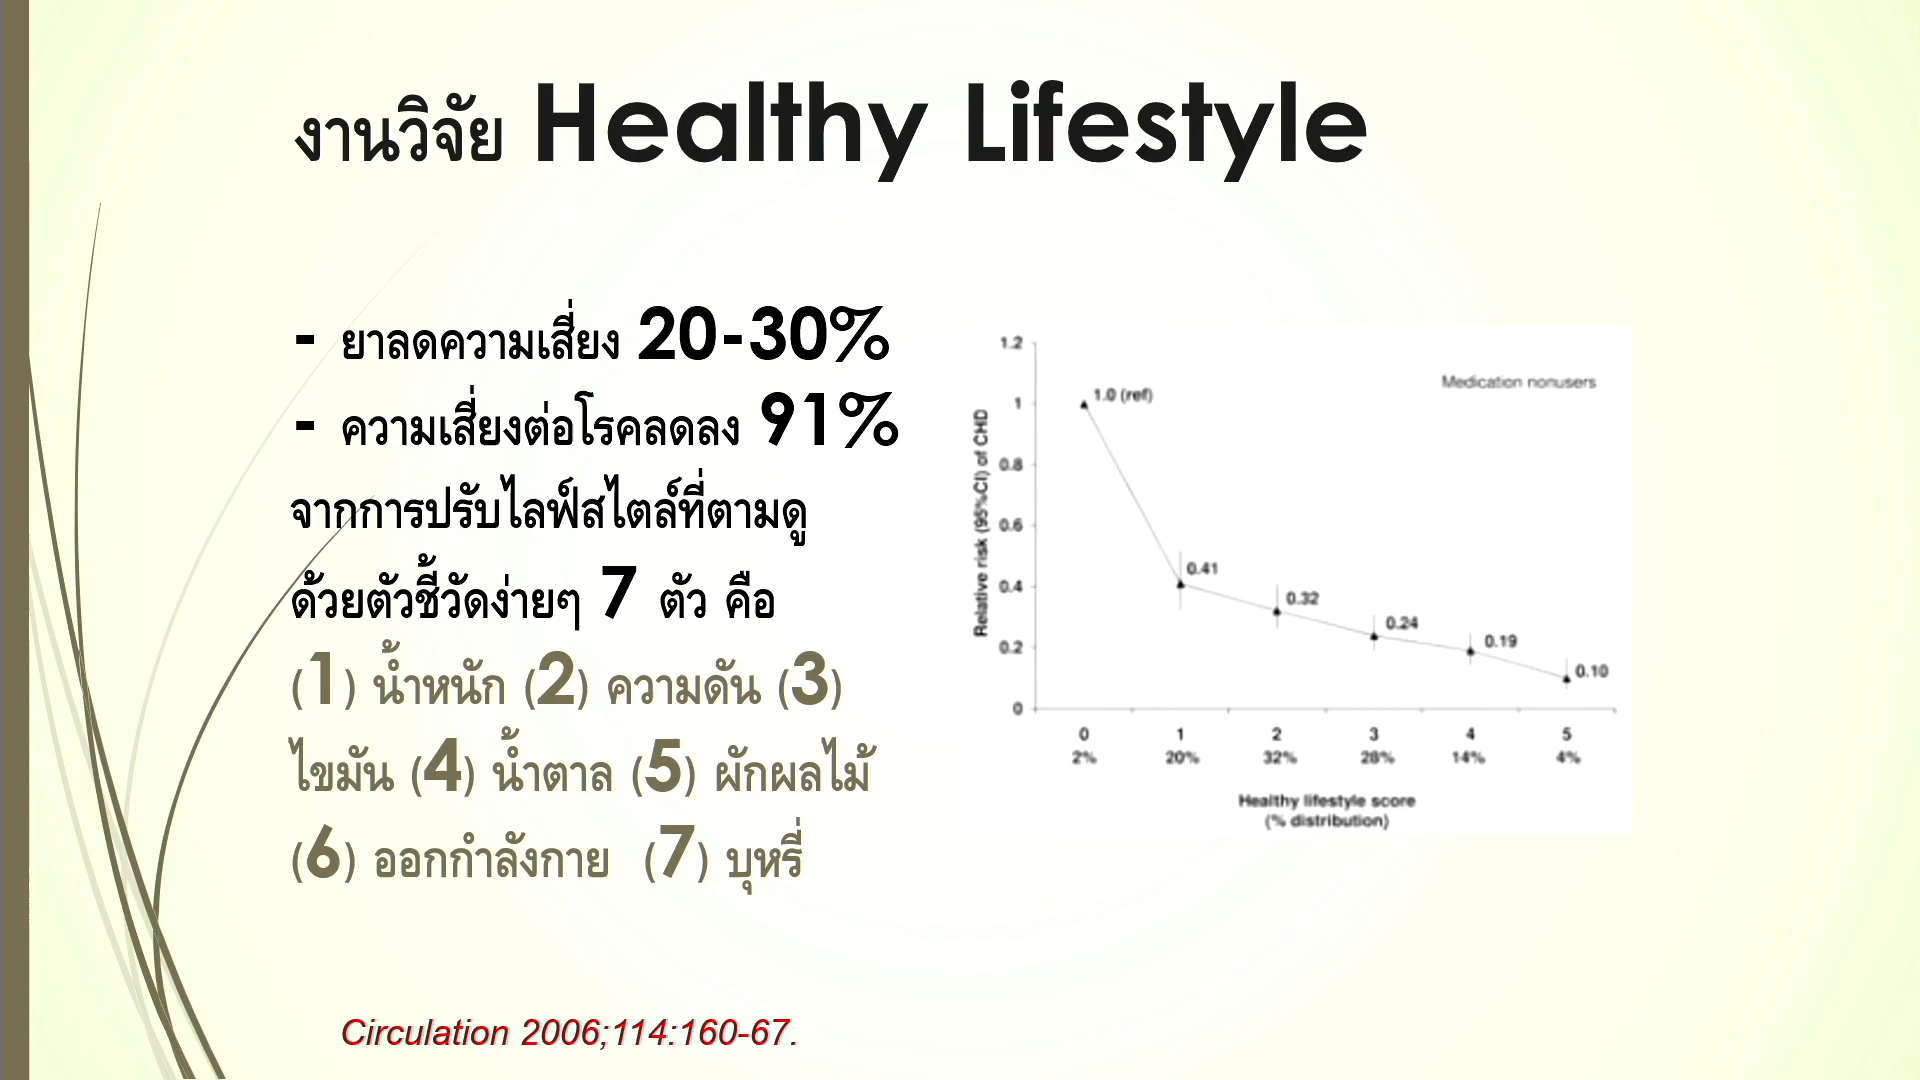 งานวิจัย Healthy Lifestyle
- ยาลดความเสี่ยง 20-30%
- ความเสี่ยงต่อโรคลดลง 91%
จากการปรับไลฟ์สไตล์ที่ตามดู
ด้วยตัวชี้วัดง่ายๆ 7 ตัว คือ
(1) น้ำหนัก (2) ความดัน (3)
ไขมัน (4) น้ำตาล (5) ผักผลไม้
(6) ออกกำลังกาย (7) บุหรี่
Circulation 2006;114:160-67.
Relative risk (95%CI) of CHD
1.2
1
0.8
0.6
0.4
0.2
0
Medication nonusers
1.0 (ref)
0.41
0.32
0.24
0.19
0.10
0 1 2 3 4 5
2% 20% 32% 28% 14% 4%
Healthy lifestyle score
(% distribution)